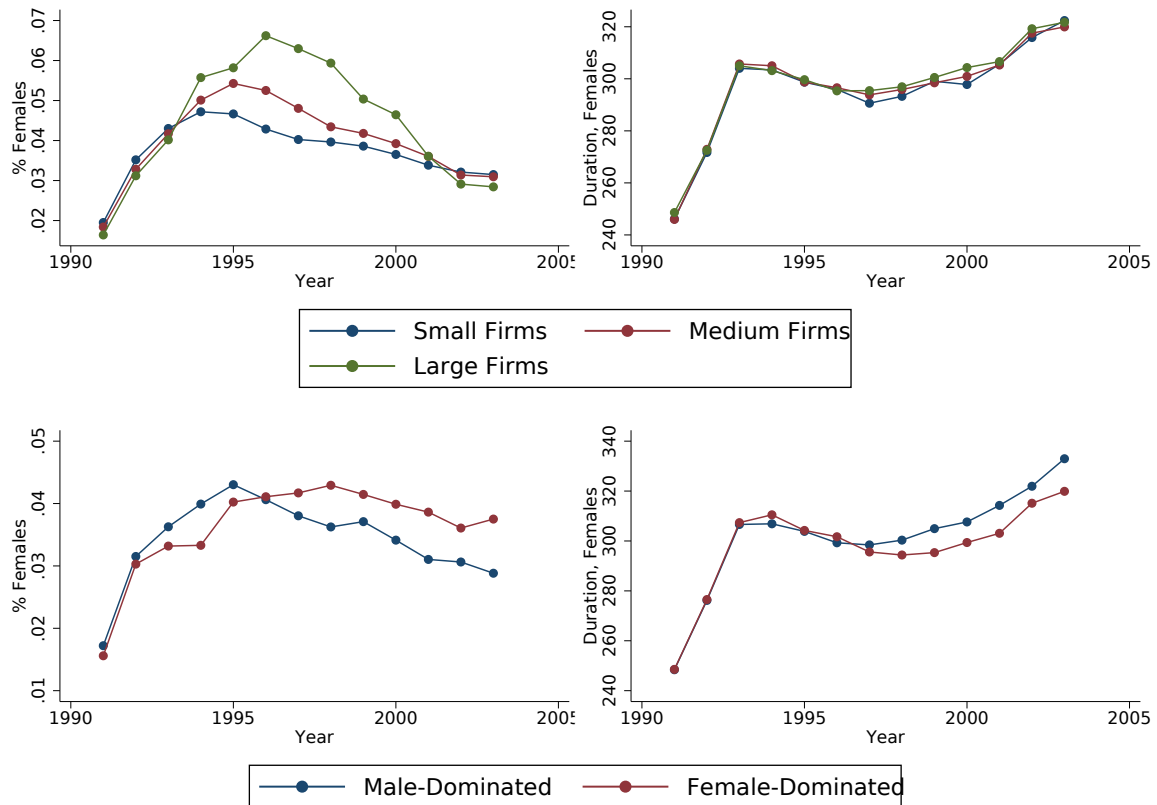 % Females
.07
.06
.05
.04
.03
.02
1990 1995 2000 2005
Year
Duration, Females
320
300
280
260
240
1990 1995 2000 2005
Year
Small Firms Medium Firms
Large Firms
% Females
.05
.04
.03
.02
.01
1990 1995 2000 2005
Year
Duration, Females
340
320
300
280
260
240
1990 1995 2000 2005
Year
Male-Dominated Female-Dominated